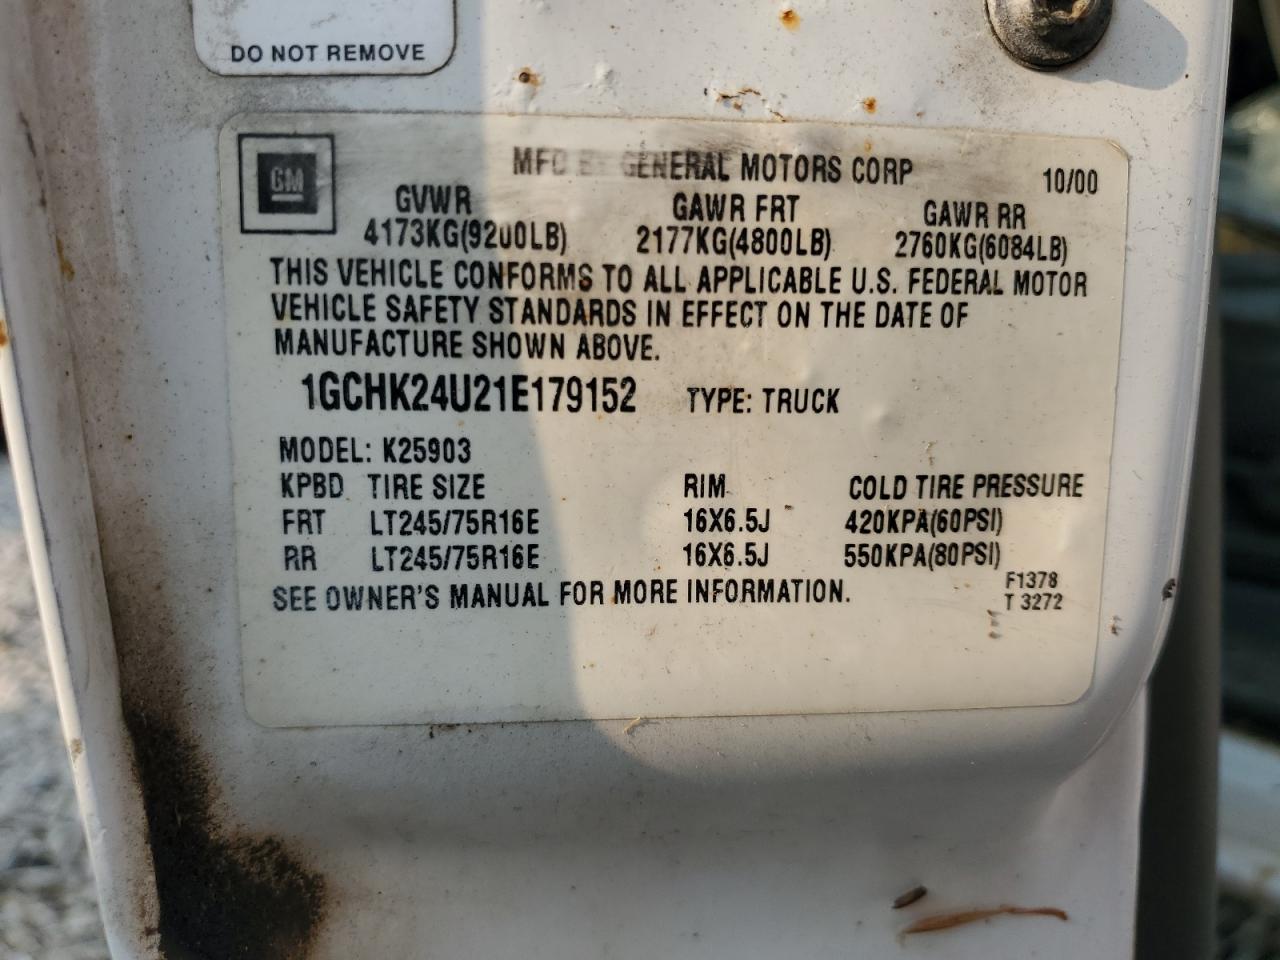 DO NOT REMOVE
GM
MFD BY GENERAL MOTORS CORP 10/00
GVWR GAWR FRT GAWR RR
4173KG(9200LB) 2177KG(4800LB) 2760KG(6084LB)
THIS VEHICLE CONFORMS TO ALL APPLICABLE U.S. FEDERAL MOTOR
VEHICLE SAFETY STANDARDS IN EFFECT ON THE DATE OF
MANUFACTURE SHOWN ABOVE.
1GCHK24U21E179152 TYPE: TRUCK
MODEL: K25903
KPBD TIRE SIZE RIM COLD TIRE PRESSURE
FRT LT245/75R16E 16X6.5J 420KPA(60PSI)
RR LT245/75R16E 16X6.5J 550KPA(80PSI)
SEE OWNER'S MANUAL FOR MORE INFORMATION.
F1378
T 3272